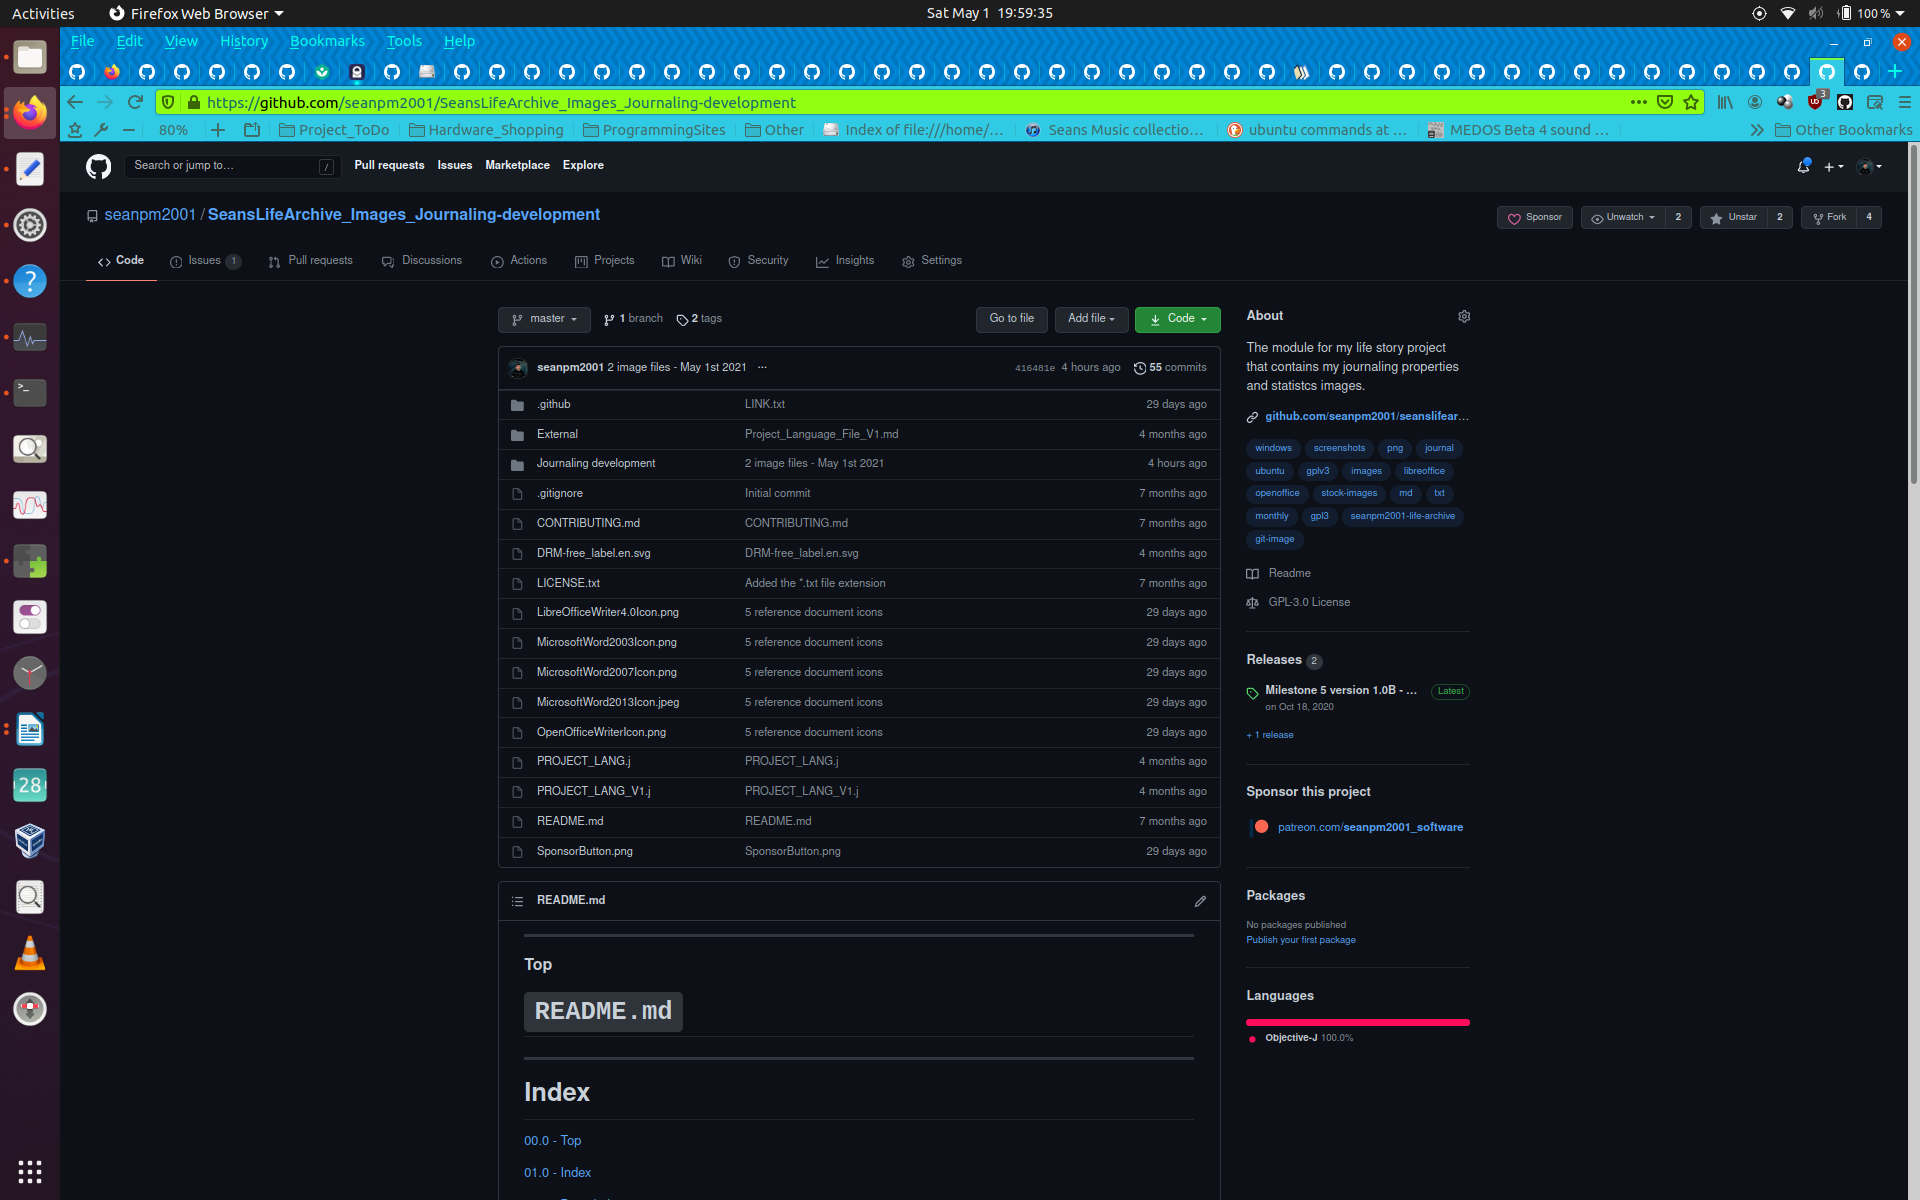 Activities
Firefox Web Browser
Sat May 1 19:59:35
100 %
File Edit View History Bookmarks Tools Help
https://github.com/seanpm2001/SeansLifeArchive_Images_Journaling-development
3
80%
Project_ToDo
Hardware_Shopping
ProgrammingSites
Other
Index of file:///home/...
Seans Music collectio...
ubuntu commands at ...
MEDOS Beta 4 sound ...
Other Bookmarks
Search or jump to...
/
Pull requests Issues Marketplace Explore
seanpm2001 / SeansLifeArchive_Images_Journaling-development
Sponsor
Unwatch 2
Unstar 2
Fork 4
Code
Issues 1
Pull requests
Discussions
Actions
Projects
Wiki
Security
Insights
Settings
master
1 branch
2 tags
Go to file
Add file
Code
seanpm2001 2 image files - May 1st 2021 ...
416481e 4 hours ago
55 commits
.github LINK.txt 29 days ago
External Project_Language_File_V1.md 4 months ago
Journaling development 2 image files - May 1st 2021 4 hours ago
.gitignore Initial commit 7 months ago
CONTRIBUTING.md CONTRIBUTING.md 7 months ago
DRM-free_label.en.svg DRM-free_label.en.svg 4 months ago
LICENSE.txt Added the *.txt file extension 7 months ago
LibreOfficeWriter4.0Icon.png 5 reference document icons 29 days ago
MicrosoftWord2003Icon.png 5 reference document icons 29 days ago
MicrosoftWord2007Icon.png 5 reference document icons 29 days ago
MicrosoftWord2013Icon.jpeg 5 reference document icons 29 days ago
OpenOfficeWriterIcon.png 5 reference document icons 29 days ago
PROJECT_LANG.j PROJECT_LANG.j 4 months ago
PROJECT_LANG_V1.j PROJECT_LANG_V1.j 4 months ago
README.md README.md 7 months ago
SponsorButton.png SponsorButton.png 29 days ago
README.md
Top
README.md
Index
00.0 - Top
01.0 - Index
About
The module for my life story project
that contains my journaling properties
and statistcs images.
github.com/seanpm2001/seanslifear...
windows screenshots png journal
ubuntu gplv3 images libreoffice
openoffice stock-images md txt
monthly gpl3 seanpm2001-life-archive
git-image
Readme
GPL-3.0 License
Releases 2
Milestone 5 version 1.0B - ... Latest
on Oct 18, 2020
+ 1 release
Sponsor this project
patreon.com/seanpm2001_software
Packages
No packages published
Publish your first package
Languages
Objective-J 100.0%
28